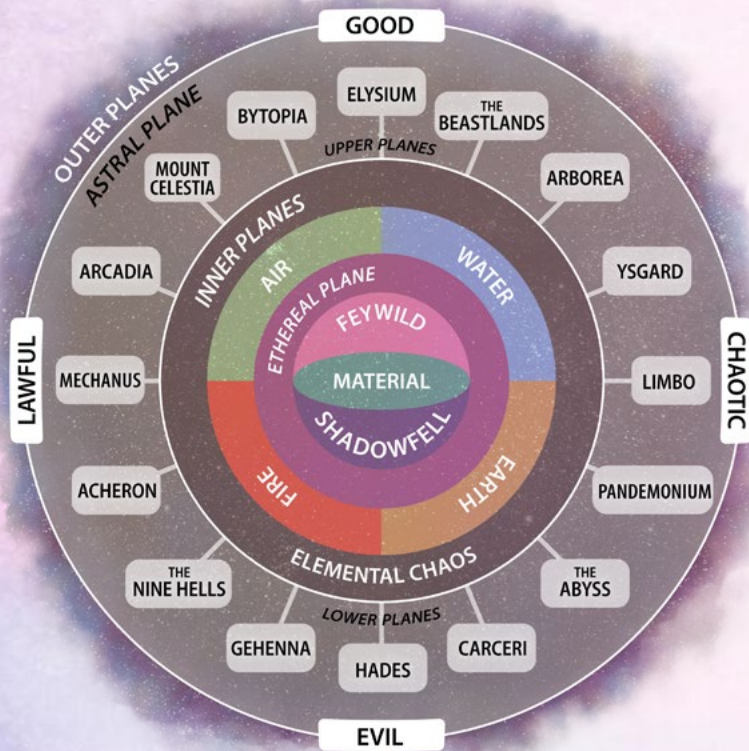 GOOD
OUTER PLANES
ASTRAL PLANE
ELYSIUM
BYTOPIA
THE
BEASTLANDS
UPPER PLANES
MOUNT
CELESTIA
ARBOREA
INNER PLANES
AIR
WATER
ARCADIA
YSGARD
ETHEREAL PLANE
FEYWILD
LAWFUL
MECHANUS
MATERIAL
LIMBO
CHAOTIC
SHADOWFELL
ACHERON
FIRE
EARTH
PANDEMONIUM
ELEMENTAL CHAOS
THE
NINE HELLS
THE
ABYSS
LOWER PLANES
GEHENNA
HADES
CARCERI
EVIL